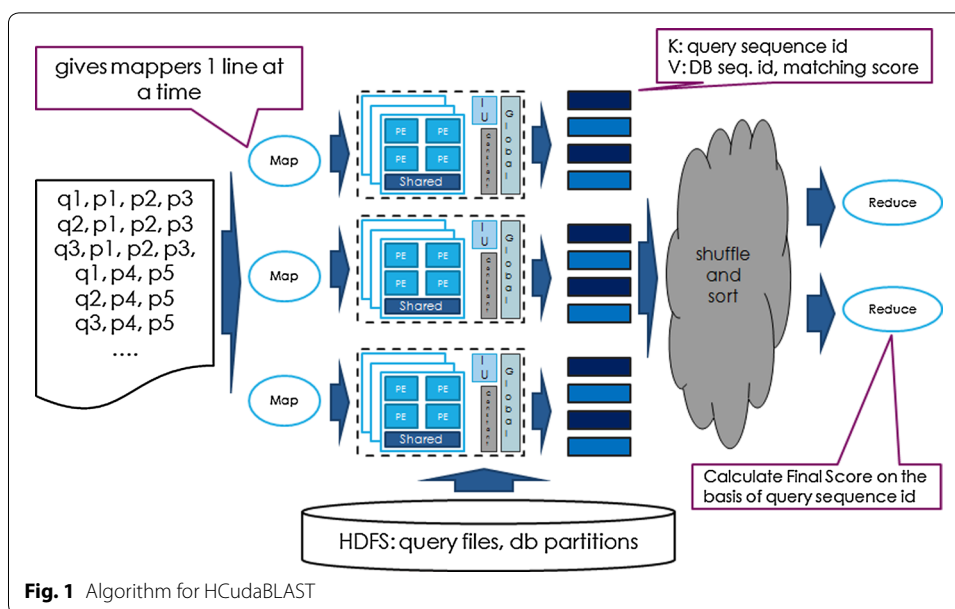 gives mappers 1 line at
a time
K: query sequence id
V: DB seq. id, matching score
q1, p1, p2, p3
q2, p1, p2, p3
q3, p1, p2, p3,
q1, p4, p5
q2, p4, p5
q3, p4, p5
....
Map
PE PE
PE PE
Shared
IU
Global
Map
PE PE
PE PE
Shared
IU
Global
Map
PE PE
PE PE
Shared
IU
Global
shuffle
and
sort
Reduce
Reduce
Calculate Final Score on the
basis of query sequence id
HDFS: query files, db partitions
Fig. 1 Algorithm for HCudaBLAST